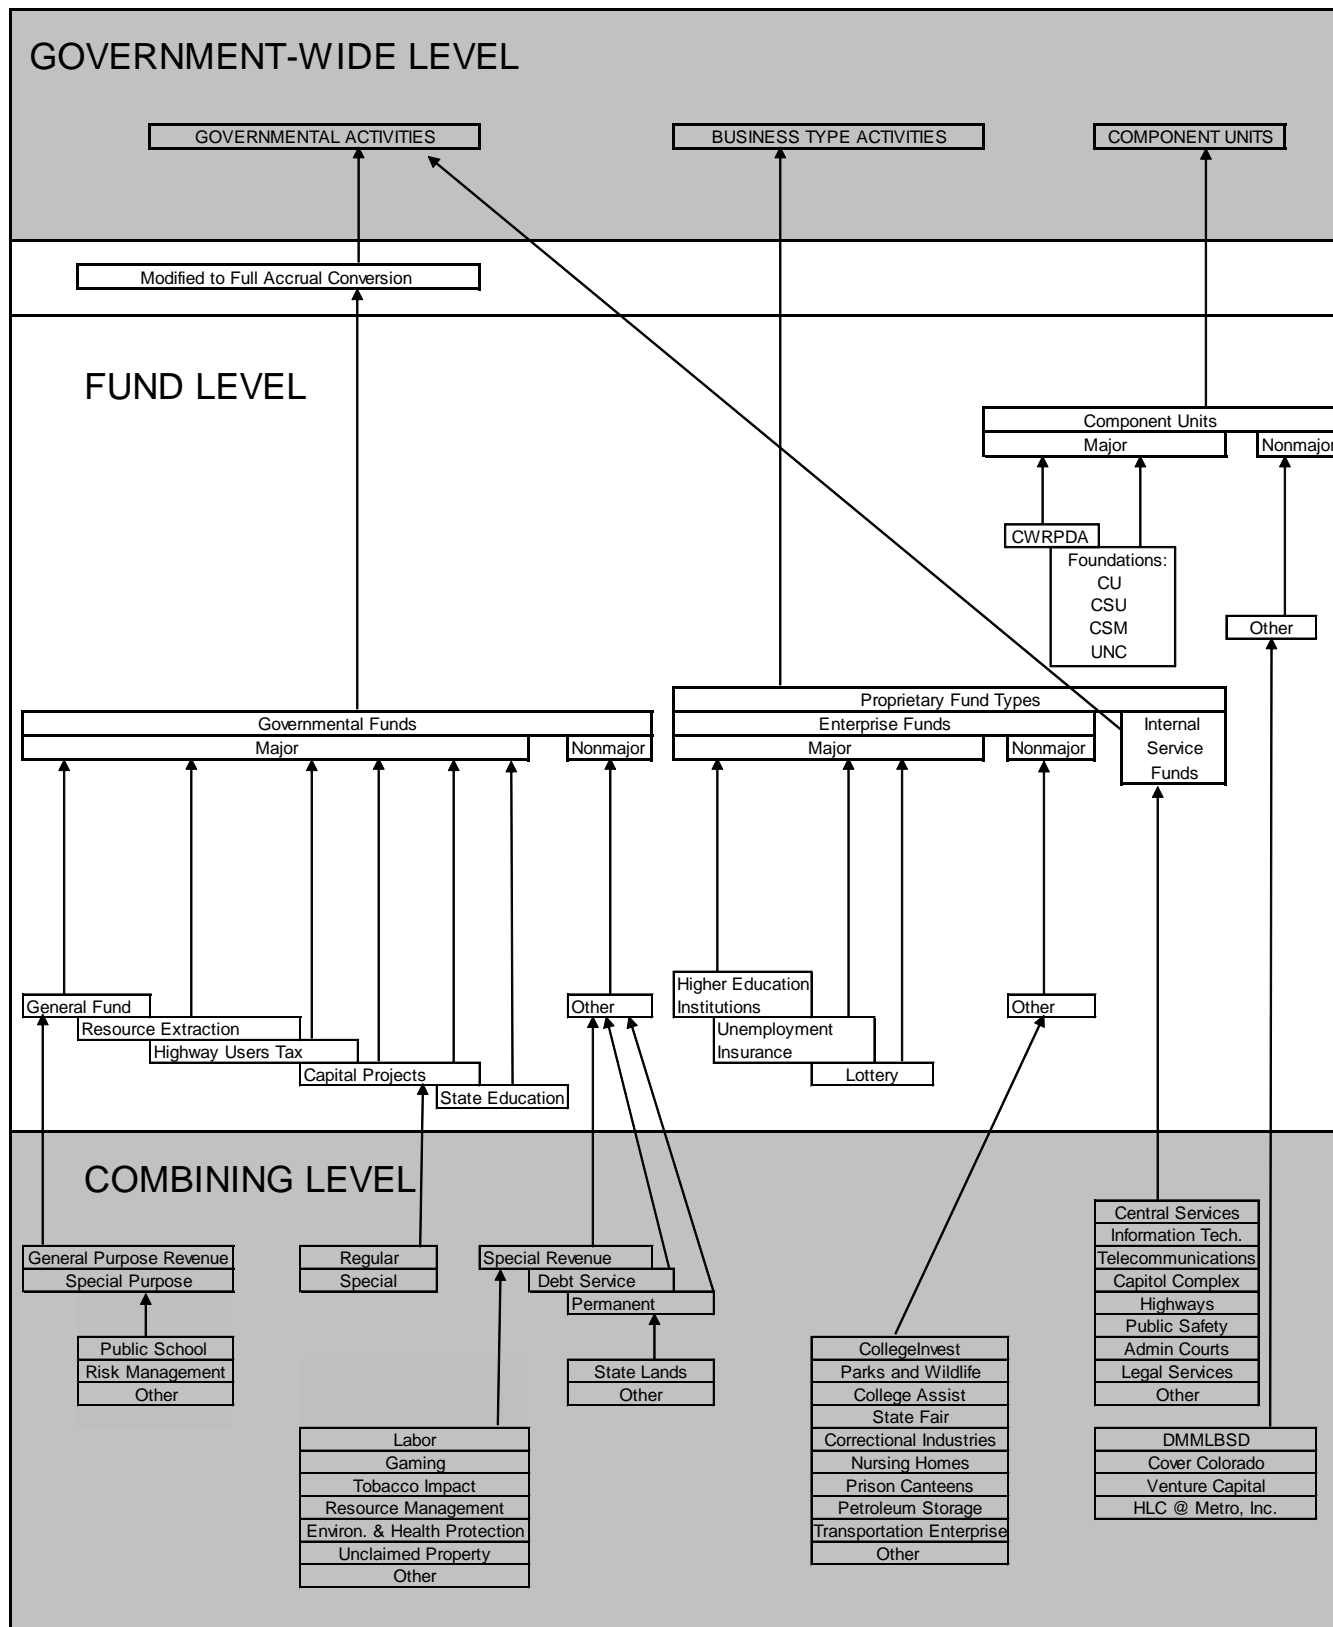 GOVERNMENT-WIDE LEVEL
GOVERNMENTAL ACTIVITIES
BUSINESS TYPE ACTIVITIES
COMPONENT UNITS
Modified to Full Accrual Conversion
FUND LEVEL
Component Units
Major
Nonmajor
CWRPDA
Foundations:
CU
CSU
CSM
UNC
Other
Governmental Funds
Major
Nonmajor
Proprietary Fund Types
Enterprise Funds
Major
Nonmajor
Internal
Service
Funds
General Fund
Resource Extraction
Highway Users Tax
Capital Projects
State Education
Other
Higher Education
Institutions
Unemployment
Insurance
Lottery
Other
COMBINING LEVEL
General Purpose Revenue
Special Purpose
Public School
Risk Management
Other
Regular
Special
Special Revenue
Debt Service
Permanent
State Lands
Other
Labor
Gaming
Tobacco Impact
Resource Management
Environ. & Health Protection
Unclaimed Property
Other
CollegeInvest
Parks and Wildlife
College Assist
State Fair
Correctional Industries
Nursing Homes
Prison Canteens
Petroleum Storage
Transportation Enterprise
Other
Central Services
Information Tech.
Telecommunications
Capitol Complex
Highways
Public Safety
Admin Courts
Legal Services
Other
DMMLBSD
Cover Colorado
Venture Capital
HLC @ Metro, Inc.